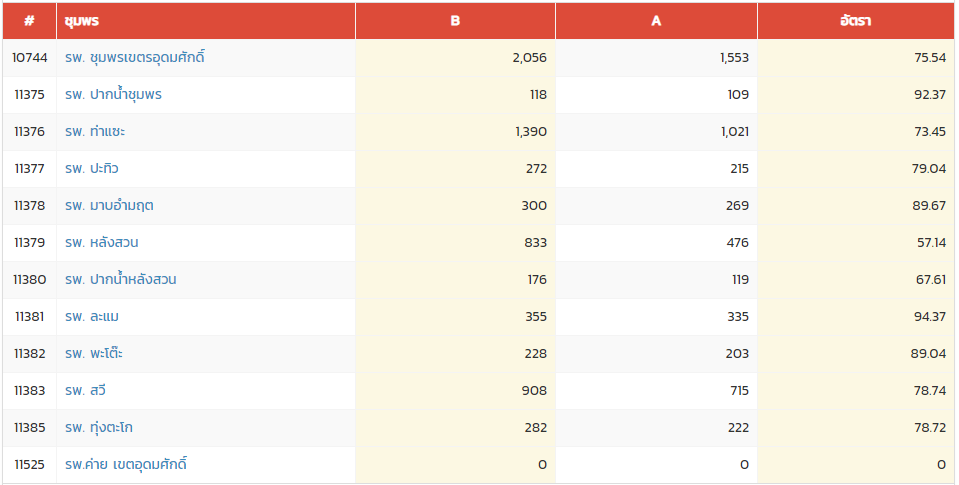 # ชุมพร B A อัตรา
10744 รพ. ชุมพรเขตรอุดมศักดิ์ 2,056 1,553 75.54
11375 รพ. ปากน้ำชุมพร 118 109 92.37
11376 รพ. ท่าแซะ 1,390 1,021 73.45
11377 รพ. ปะทิว 272 215 79.04
11378 รพ. มาบอำมฤต 300 269 89.67
11379 รพ. หลังสวน 833 476 57.14
11380 รพ. ปากน้ำหลังสวน 176 119 67.61
11381 รพ. ละแม 355 335 94.37
11382 รพ. พะโต๊ะ 228 203 89.04
11383 รพ. สวี 908 715 78.74
11385 รพ. ทุ่งตะโก 282 222 78.72
11525 รพ.ค่าย เขตอุดมศักดิ์ 0 0 0